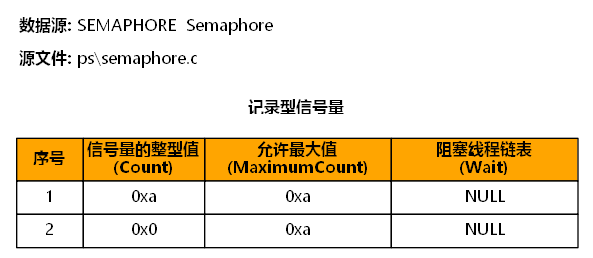 数据源: SEMAPHORE Semaphore
源文件: ps\semaphore.c
记录型信号量
序号 信号量的整型值 (Count) 允许最大值 (MaximumCount) 阻塞线程链表 (Wait)
1 0xa 0xa NULL
2 0x0 0xa NULL